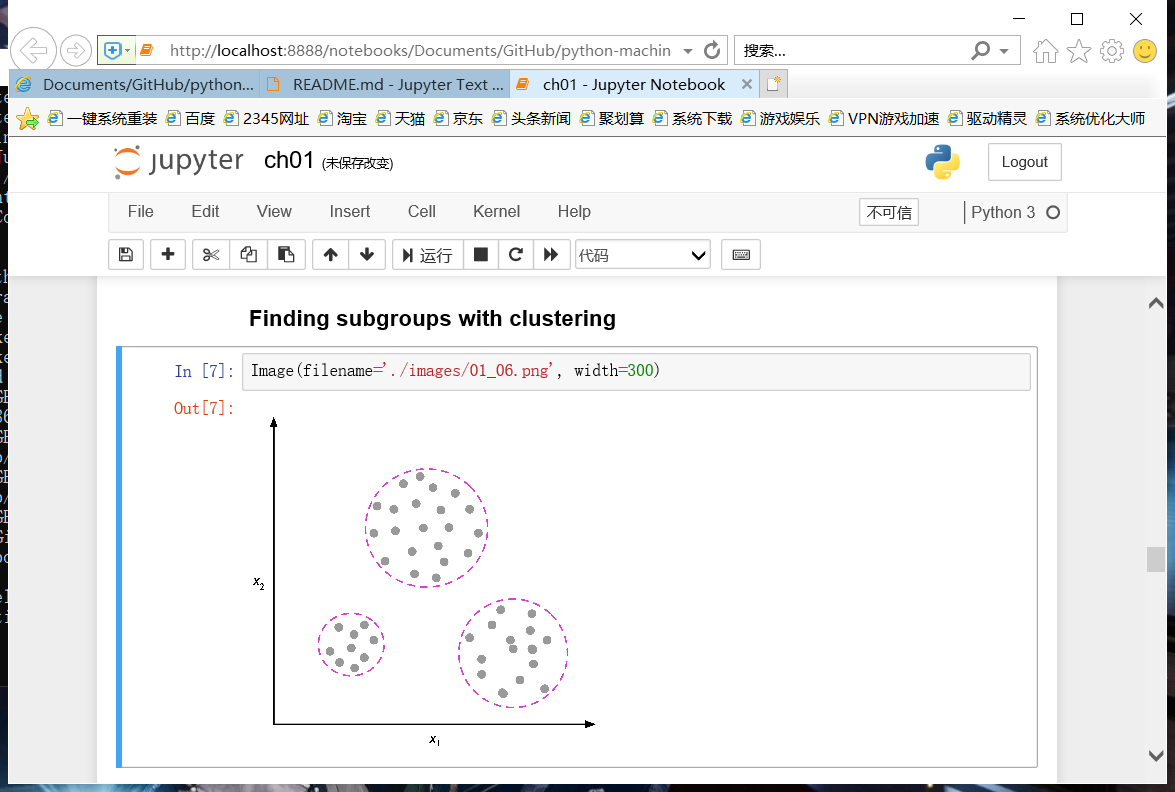 http://localhost:8888/notebooks/Documents/GitHub/python-machin
搜索...
Documents/GitHub/python...
README.md - Jupyter Text ...
ch01 - Jupyter Notebook
一键系统重装 百度 2345网址 淘宝 天猫 京东 头条新闻 聚划算 系统下载 游戏娱乐 VPN游戏加速 驱动精灵 系统优化大师
jupyter ch01 (未保存改变)
Logout
File Edit View Insert Cell Kernel Help
不可信
Python 3
运行
代码
Finding subgroups with clustering
In [7]: Image(filename='./images/01_06.png', width=300)
Out[7]:
x2
x1